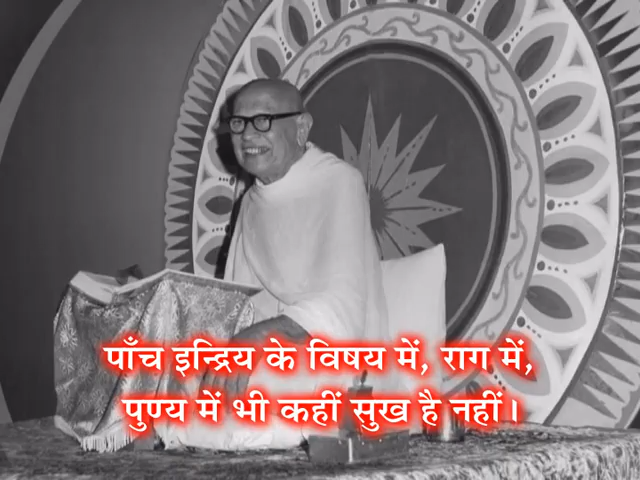 पाँच इन्द्रिय के विषय में, राग में,
पुण्य में भी कहीं सुख है नहीं।